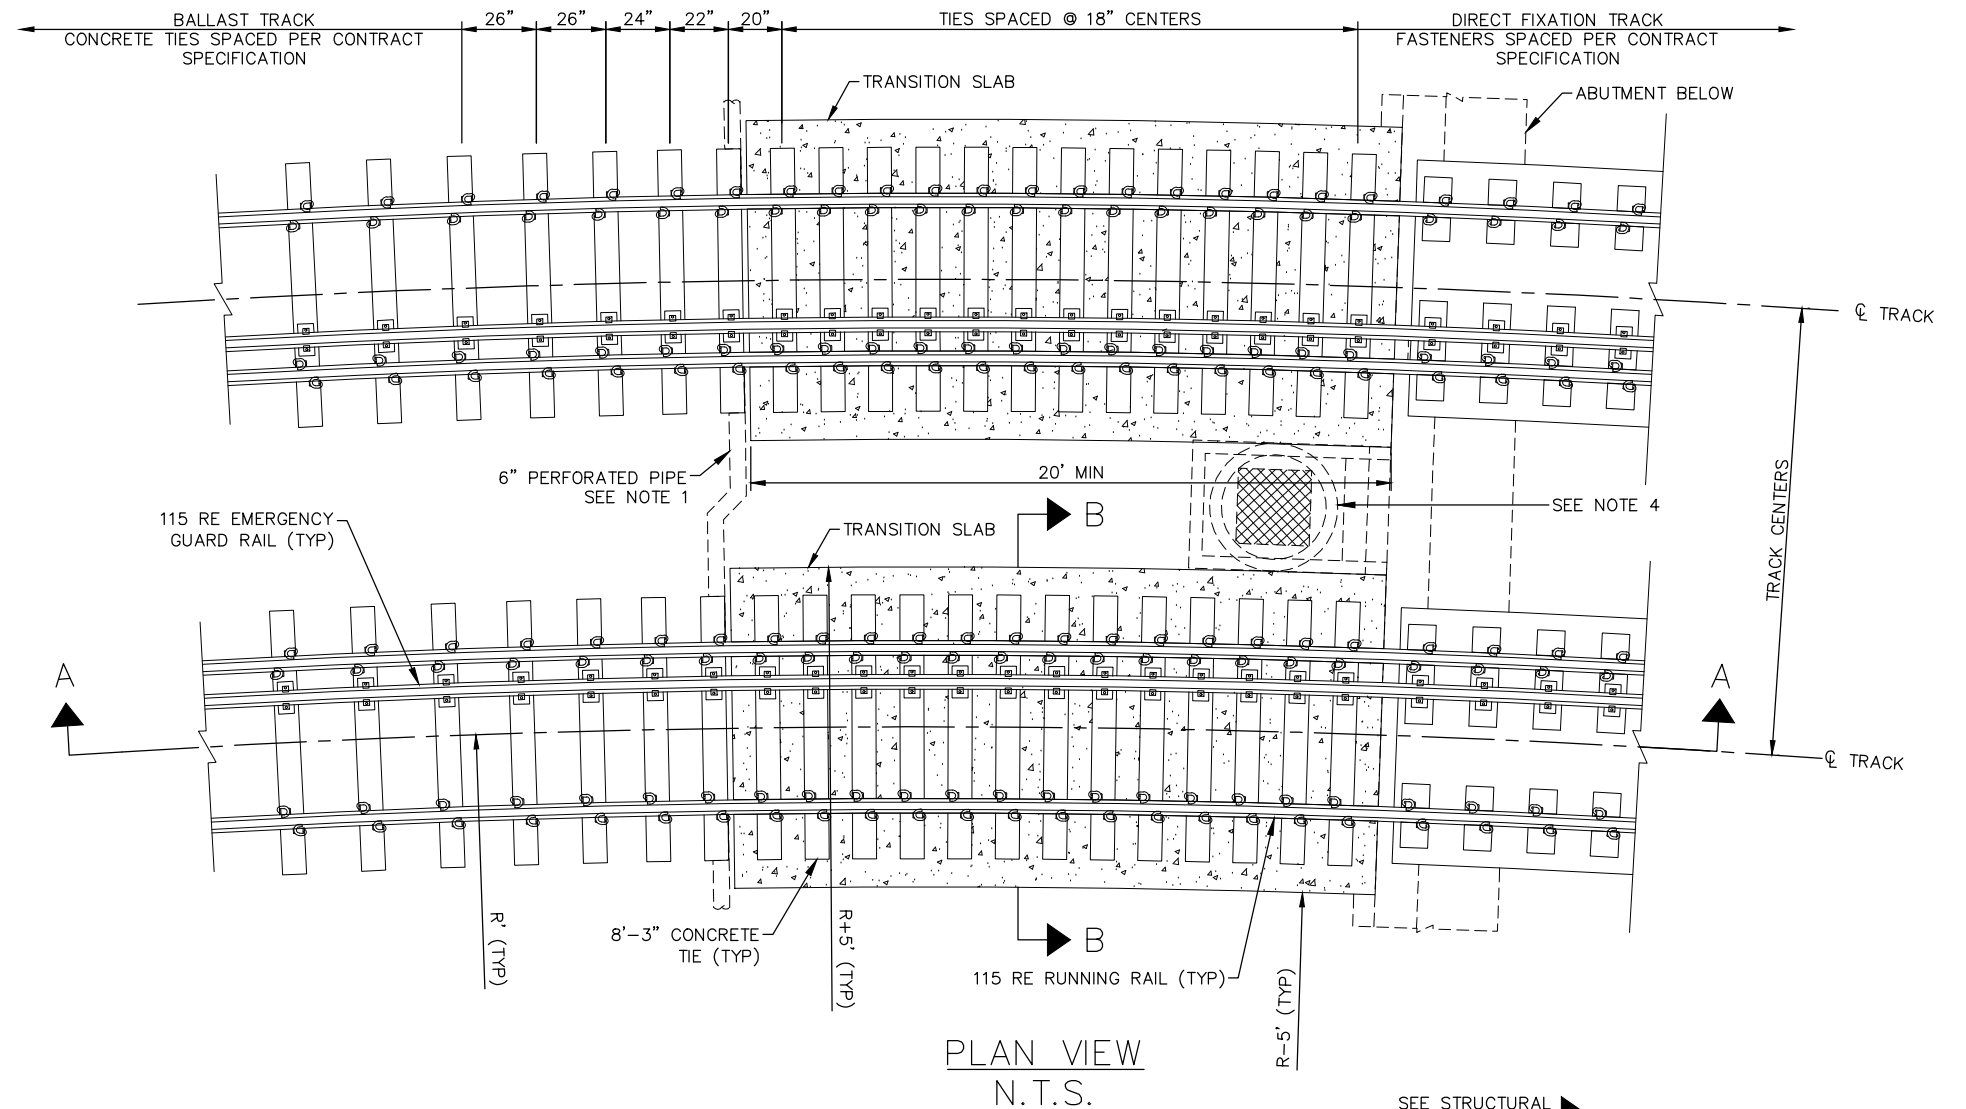 BALLAST TRACK
CONCRETE TIES SPACED PER CONTRACT
SPECIFICATION
26" 26" 24" 22" 20"
TIES SPACED @ 18" CENTERS
DIRECT FIXATION TRACK
FASTENERS SPACED PER CONTRACT
SPECIFICATION
TRANSITION SLAB
ABUTMENT BELOW
℄ TRACK
6" PERFORATED PIPE
SEE NOTE 1
20' MIN
SEE NOTE 4
B
115 RE EMERGENCY
GUARD RAIL (TYP)
TRANSITION SLAB
TRACK CENTERS
A
A
℄ TRACK
R' (TYP)
8'-3" CONCRETE
TIE (TYP)
R+5' (TYP)
B
115 RE RUNNING RAIL (TYP)
R-5' (TYP)
PLAN VIEW
N.T.S.
SEE STRUCTURAL